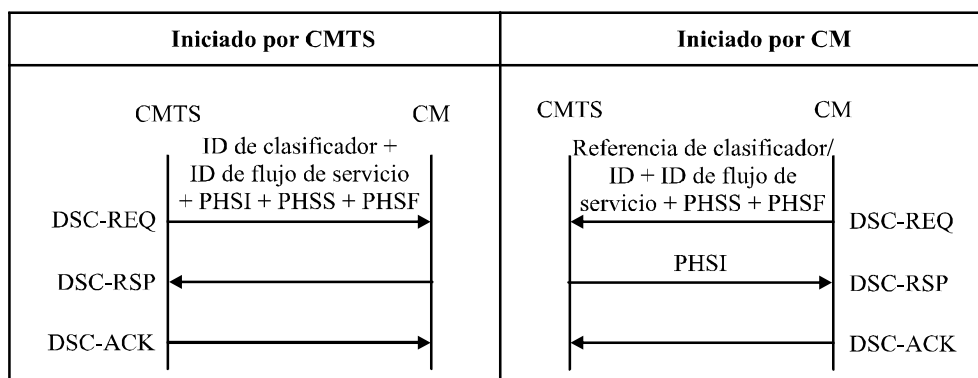 Iniciado por CMTS
Iniciado por CM
CMTS
CM
ID de clasificador +
ID de flujo de servicio
+ PHSI + PHSS + PHSF
DSC-REQ
DSC-RSP
DSC-ACK
CMTS
CM
Referencia de clasificador/
ID + ID de flujo de
servicio + PHSS + PHSF
DSC-REQ
PHSI
DSC-RSP
DSC-ACK